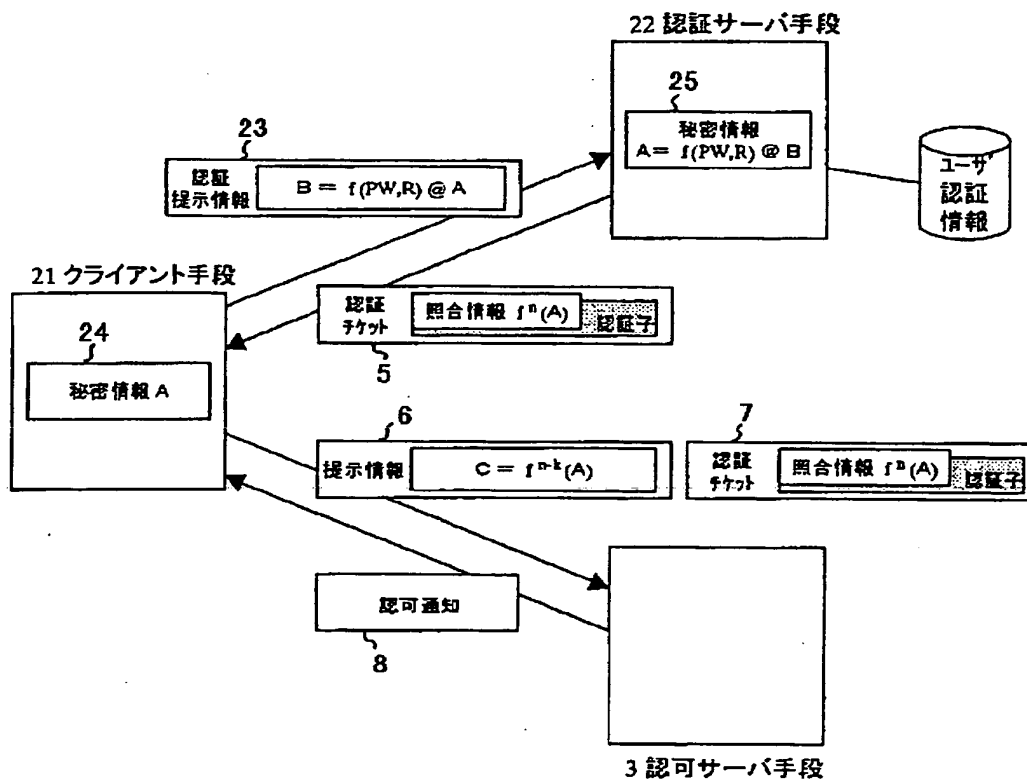 22 認証サーバ手段
25
秘密情報
A = f(PW,R) @ B
ユーザ
認証
情報
23
認証
提示情報
B = f(PW,R) @ A
21 クライアント手段
24
秘密情報 A
認証
チケット
照合情報 fⁿ(A)
認証子
5
6
提示情報
C = fⁿ⁻ᵏ(A)
7
認証
チケット
照合情報 fⁿ(A)
認証子
認可通知
8
3 認可サーバ手段